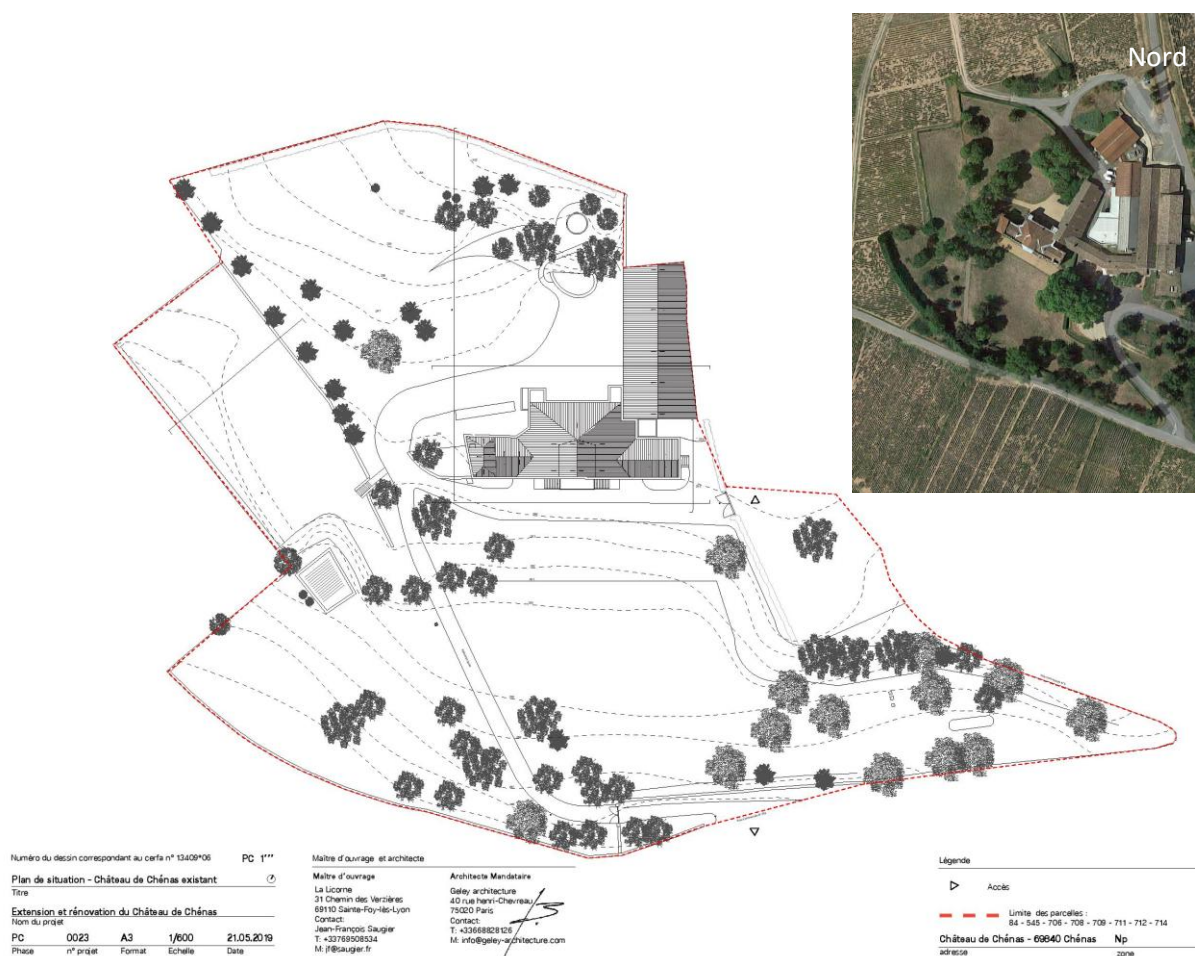 Nord
Numéro du dessin correspondant au cerfa n° 13409*06 PC 1'''
Plan de situation - Château de Chénas existant
Titre
Extension et rénovation du Château de Chénas
Nom du projet
PC 0023 A3 1/600 21.05.2019
Phase n° projet Format Echelle Date
Maître d'ouvrage et architecte
Maître d'ouvrage
La Licorne
31 Chemin des Verzières
69110 Sainte-Foy-lès-Lyon
Contact:
Jean-François Saugier
T: +33769508534
M: jf@saugier.fr
Architecte Mandataire
Geley architecture
40 rue henri-Chevreau
75020 Paris
Contact:
T: +33668828126
M: info@geley-architecture.com
Légende
Accès
Limite des parcelles :
84 - 545 - 706 - 708 - 709 - 711 - 712 - 714
Château de Chénas - 69840 Chénas Np
adresse zone